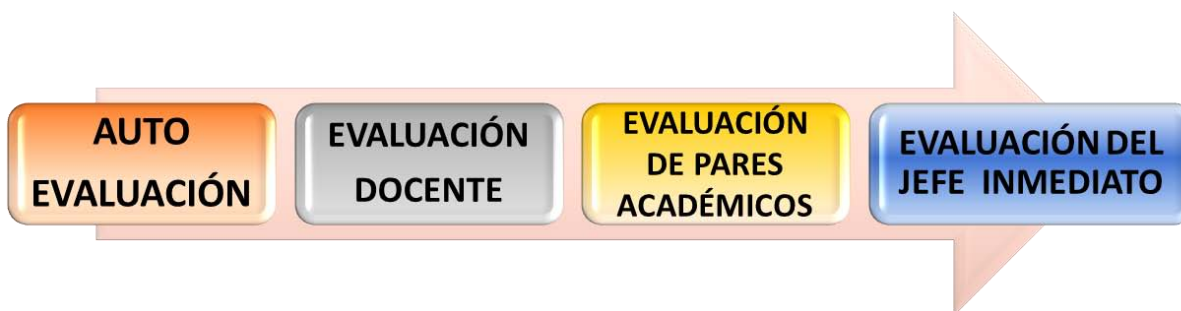 AUTO
EVALUACIÓN
EVALUACIÓN
DOCENTE
EVALUACIÓN
DE PARES
ACADÉMICOS
EVALUACIÓN DEL
JEFE INMEDIATO